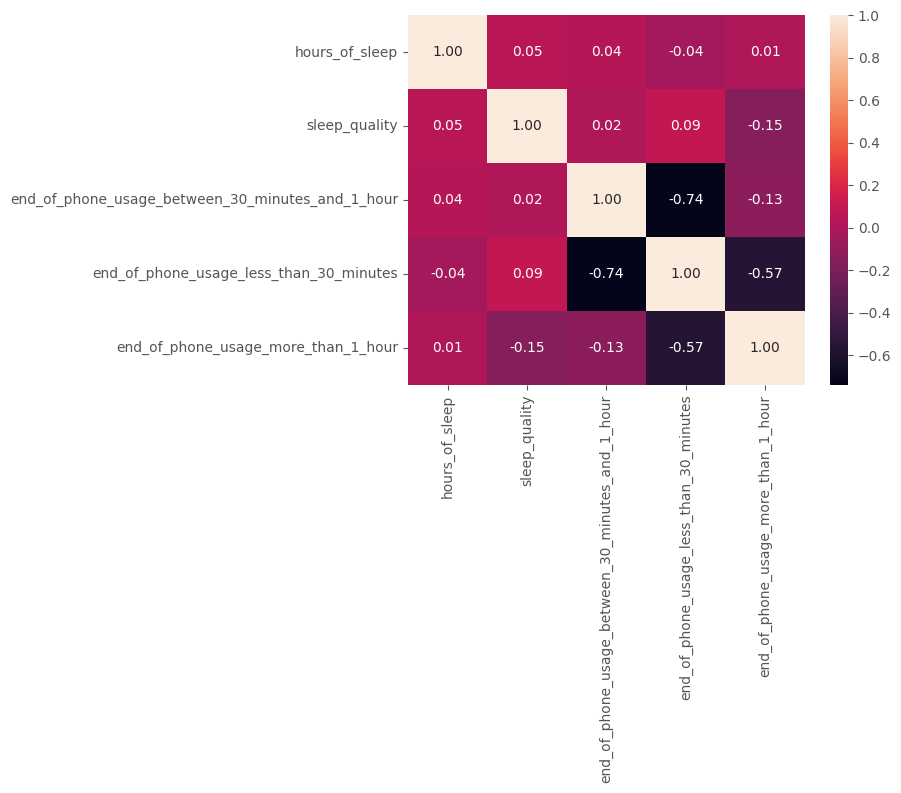 hours_of_sleep 1.00 0.05 0.04 -0.04 0.01
sleep_quality 0.05 1.00 0.02 0.09 -0.15
end_of_phone_usage_between_30_minutes_and_1_hour 0.04 0.02 1.00 -0.74 -0.13
end_of_phone_usage_less_than_30_minutes -0.04 0.09 -0.74 1.00 -0.57
end_of_phone_usage_more_than_1_hour 0.01 -0.15 -0.13 -0.57 1.00
hours_of_sleep
sleep_quality
end_of_phone_usage_between_30_minutes_and_1_hour
end_of_phone_usage_less_than_30_minutes
end_of_phone_usage_more_than_1_hour
1.0
0.8
0.6
0.4
0.2
0.0
−0.2
−0.4
−0.6